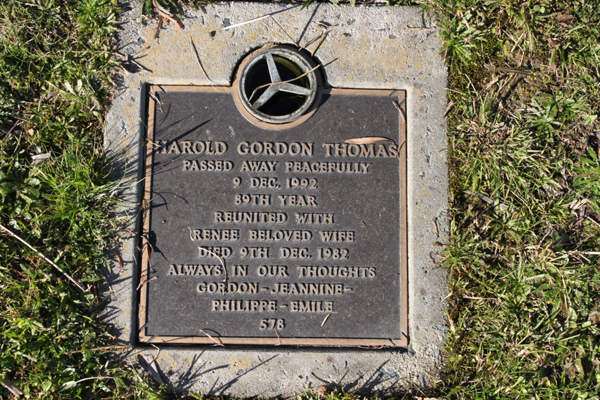 HAROLD GORDON THOMAS
PASSED AWAY PEACEFULLY
9 DEC. 1992
89TH YEAR
REUNITED WITH
RENEE BELOVED WIFE
DIED 9TH DEC. 1982
ALWAYS IN OUR THOUGHTS
GORDON-JEANNINE-
PHILIPPE-EMILE
578